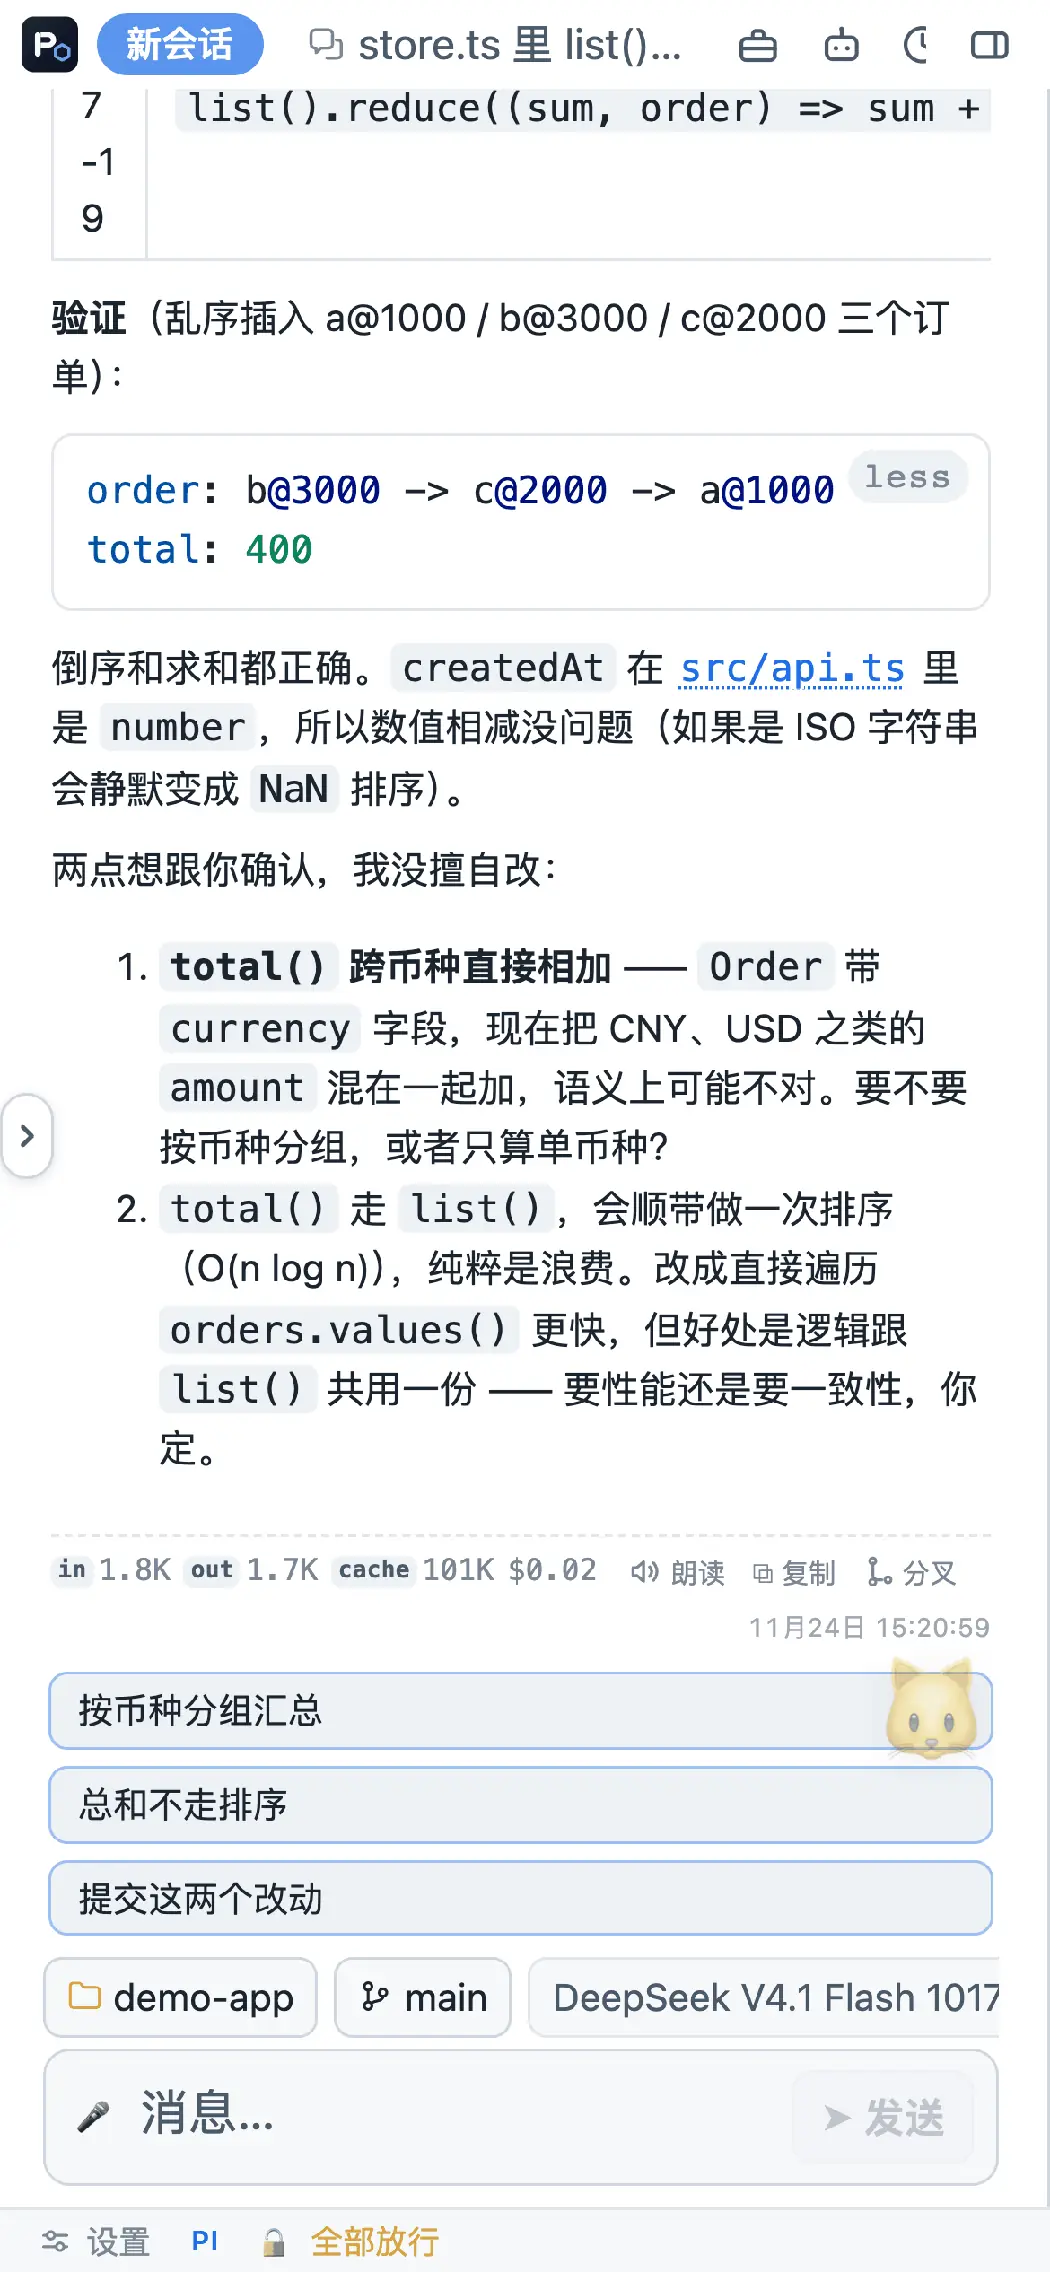 新会话
store.ts 里 list()...
7
-1
9
list().reduce((sum, order) => sum +
验证（乱序插入 a@1000 / b@3000 / c@2000 三个订
单）：
less
order: b@3000 -> c@2000 -> a@1000
total: 400
倒序和求和都正确。createdAt 在 src/api.ts 里
是 number，所以数值相减没问题（如果是 ISO 字符串
会静默变成 NaN 排序）。
两点想跟你确认，我没擅自改：
1. total() 跨币种直接相加 —— Order 带
currency 字段，现在把 CNY、USD 之类的
amount 混在一起加，语义上可能不对。要不要
按币种分组，或者只算单币种？
2. total() 走 list()，会顺带做一次排序
（O(n log n)），纯粹是浪费。改成直接遍历
orders.values() 更快，但好处是逻辑跟
list() 共用一份 —— 要性能还是要一致性，你
定。
in 1.8K out 1.7K cache 101K $0.02 朗读 复制 分叉
11月24日 15:20:59
按币种分组汇总
总和不走排序
提交这两个改动
demo-app main DeepSeek V4.1 Flash 1017
消息...
发送
设置 PI 全部放行